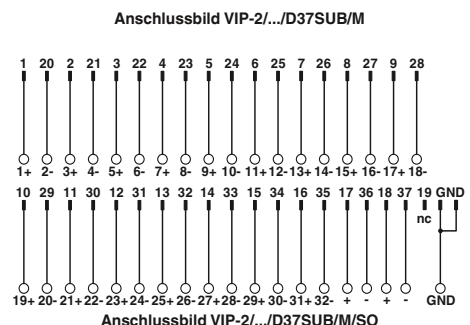 Anschlussbild VIP-2/.../D37SUB/M
1 20 2 21 3 22 4 23 5 24 6 25 7 26 8 27 9 28
1+ 2- 3+ 4- 5+ 6- 7+ 8- 9+ 10- 11+ 12- 13+ 14- 15+ 16- 17+ 18-
10 29 11 30 12 31 13 32 14 33 15 34 16 35 17 36 18 37 19 GND
nc
19+ 20- 21+ 22- 23+ 24- 25+ 26- 27+ 28- 29+ 30- 31+ 32- + - + - GND
Anschlussbild VIP-2/.../D37SUB/M/SO